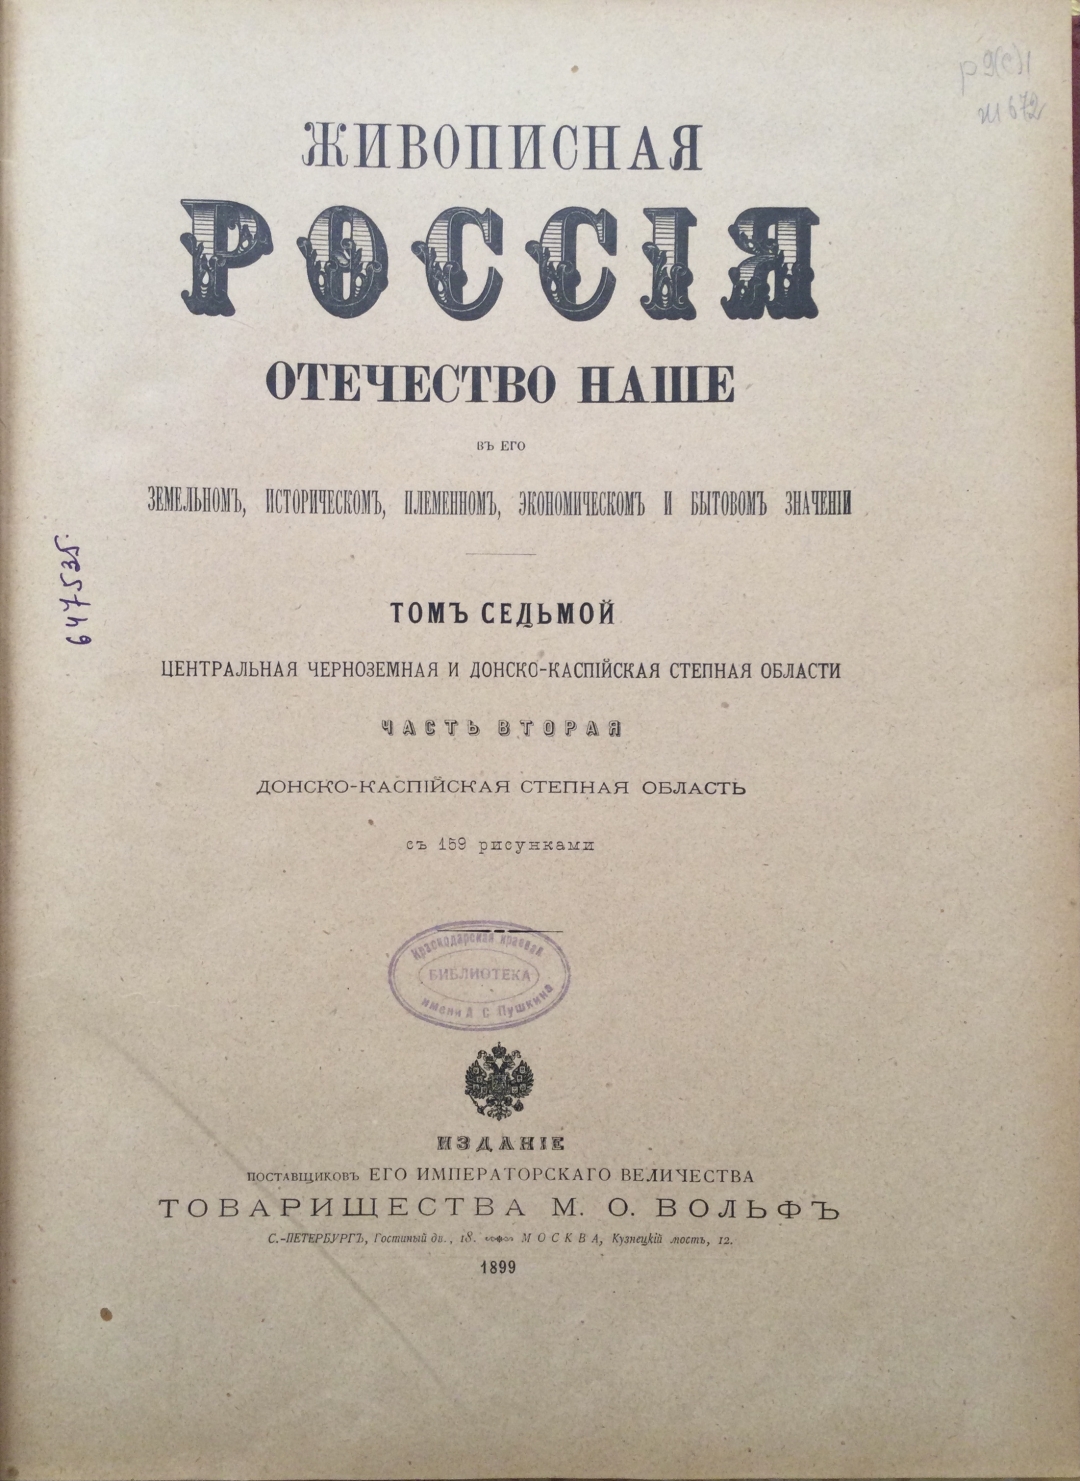 р 9(С)1
Ж 672
ЖИВОПИСНАЯ
РОССІЯ
ОТЕЧЕСТВО НАШЕ
ВЪ ЕГО
ЗЕМЕЛЬНОМЪ, ИСТОРИЧЕСКОМЪ, ПЛЕМЕННОМЪ, ЭКОНОМИЧЕСКОМЪ И БЫТОВОМЪ ЗНАЧЕНІИ
647535
ТОМЪ СЕДЬМОЙ
ЦЕНТРАЛЬНАЯ ЧЕРНОЗЕМНАЯ И ДОНСКО-КАСПІЙСКАЯ СТЕПНАЯ ОБЛАСТИ
ЧАСТЬ ВТОРАЯ
ДОНСКО-КАСПІЙСКАЯ СТЕПНАЯ ОБЛАСТЬ
съ 159 рисунками
Краснодарская краевая
БИБЛИОТЕКА
имени А С Пушкина
ИЗДАНІЕ
ПОСТАВЩИКОВЪ ЕГО ИМПЕРАТОРСКАГО ВЕЛИЧЕСТВА
ТОВАРИЩЕСТВА М. О. ВОЛЬФЪ
С.-ПЕТЕРБУРГЪ, Гостиный дв., 18. МОСКВА, Кузнецкій мостъ, 12.
1899